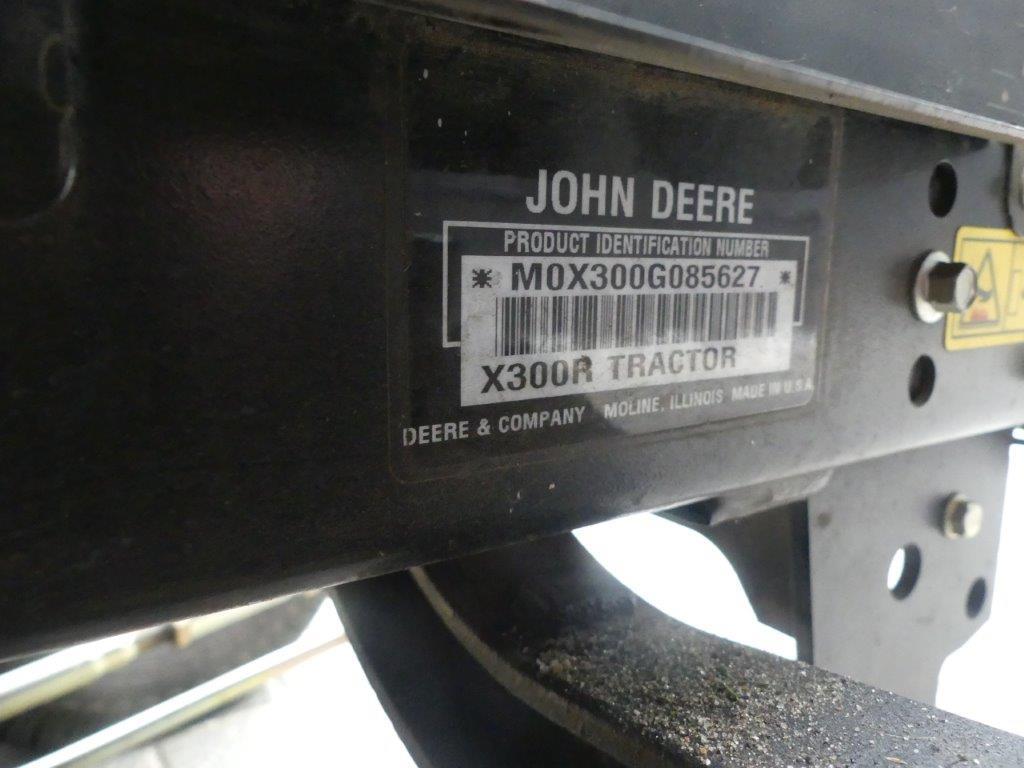 JOHN DEERE
PRODUCT IDENTIFICATION NUMBER
* M0X300G085627 *
X300R TRACTOR
DEERE & COMPANY MOLINE, ILLINOIS MADE IN U.S.A